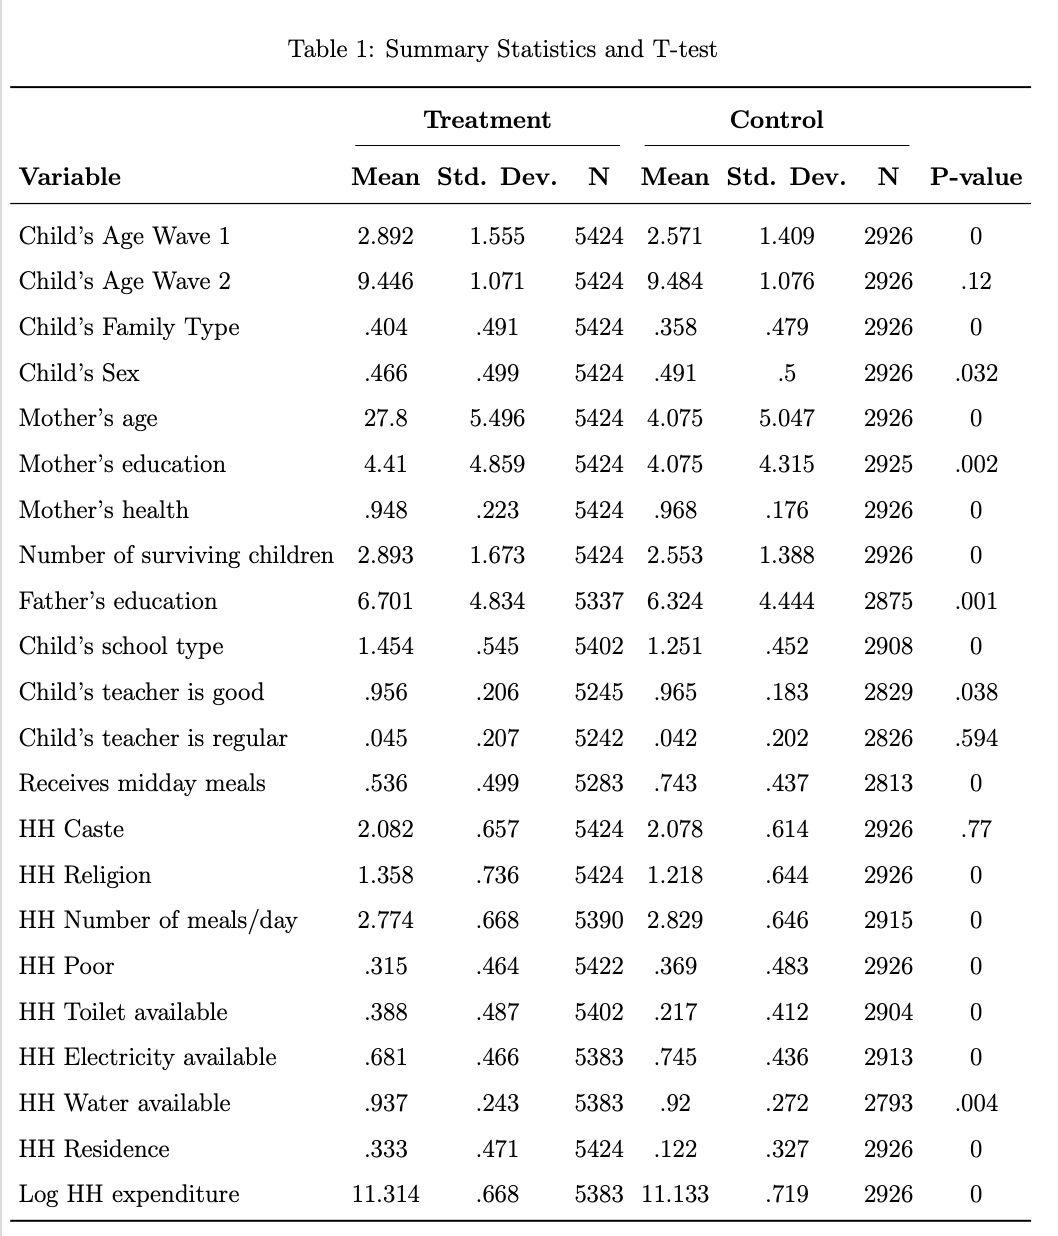 Table 1: Summary Statistics and T-test
Treatment Control
Variable Mean Std. Dev. N Mean Std. Dev. N P-value
Child's Age Wave 1 2.892 1.555 5424 2.571 1.409 2926 0
Child's Age Wave 2 9.446 1.071 5424 9.484 1.076 2926 .12
Child's Family Type .404 .491 5424 .358 .479 2926 0
Child's Sex .466 .499 5424 .491 .5 2926 .032
Mother's age 27.8 5.496 5424 4.075 5.047 2926 0
Mother's education 4.41 4.859 5424 4.075 4.315 2925 .002
Mother's health .948 .223 5424 .968 .176 2926 0
Number of surviving children 2.893 1.673 5424 2.553 1.388 2926 0
Father's education 6.701 4.834 5337 6.324 4.444 2875 .001
Child's school type 1.454 .545 5402 1.251 .452 2908 0
Child's teacher is good .956 .206 5245 .965 .183 2829 .038
Child's teacher is regular .045 .207 5242 .042 .202 2826 .594
Receives midday meals .536 .499 5283 .743 .437 2813 0
HH Caste 2.082 .657 5424 2.078 .614 2926 .77
HH Religion 1.358 .736 5424 1.218 .644 2926 0
HH Number of meals/day 2.774 .668 5390 2.829 .646 2915 0
HH Poor .315 .464 5422 .369 .483 2926 0
HH Toilet available .388 .487 5402 .217 .412 2904 0
HH Electricity available .681 .466 5383 .745 .436 2913 0
HH Water available .937 .243 5383 .92 .272 2793 .004
HH Residence .333 .471 5424 .122 .327 2926 0
Log HH expenditure 11.314 .668 5383 11.133 .719 2926 0